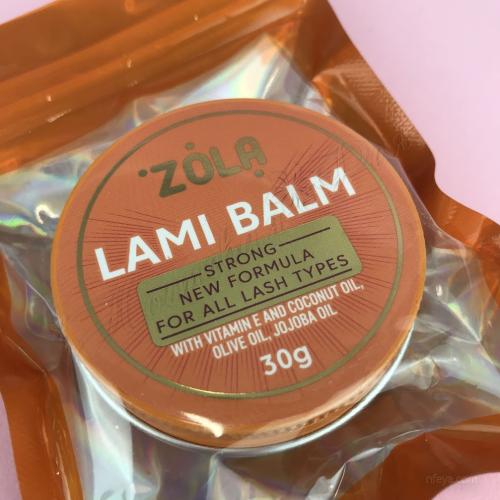 ZOLA
LAMI BALM
STRONG
NEW FORMULA
FOR ALL LASH TYPES
WITH VITAMIN E AND COCONUT OIL,
OLIVE OIL, JOJOBA OIL
30g